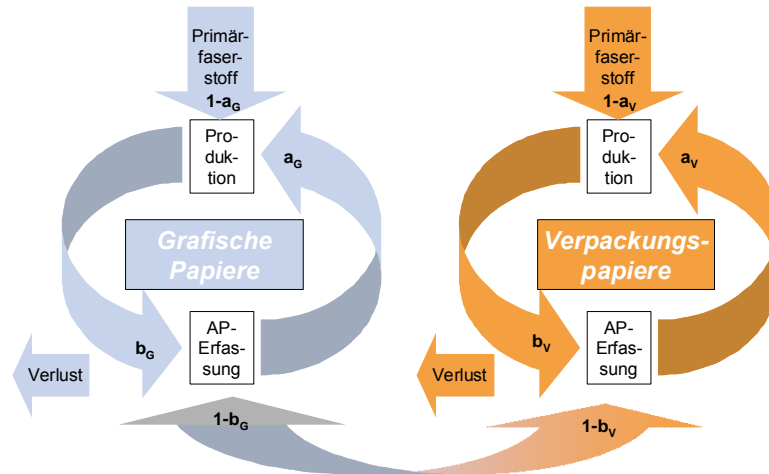 Primär-
faser-
stoff
1-aG
Pro-
duk-
tion
aG
Grafische
Papiere
bG
AP-
Erfas-
sung
Verlust
1-bG
Primär-
faser-
stoff
1-aV
Pro-
duk-
tion
aV
Verpackungs-
papiere
bV
AP-
Erfas-
sung
Verlust
1-bV